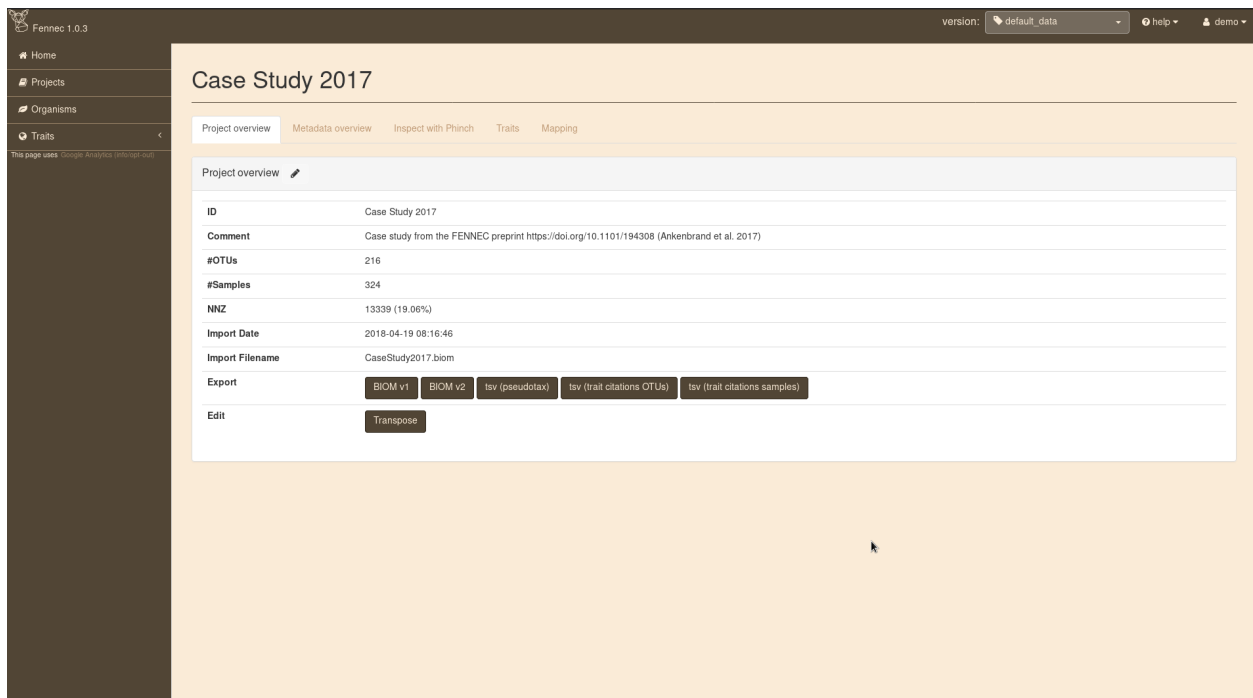 Fennec 1.0.3
version: default_data help demo
Home
Projects
Organisms
Traits
This page uses Google Analytics (info/opt-out)
Case Study 2017
Project overview Metadata overview Inspect with Phinch Traits Mapping
Project overview
ID Case Study 2017
Comment Case study from the FENNEC preprint https://doi.org/10.1101/194308 (Ankenbrand et al. 2017)
#OTUs 216
#Samples 324
NNZ 13339 (19.06%)
Import Date 2018-04-19 08:16:46
Import Filename CaseStudy2017.biom
Export BIOM v1 BIOM v2 tsv (pseudotax) tsv (trait citations OTUs) tsv (trait citations samples)
Edit Transpose